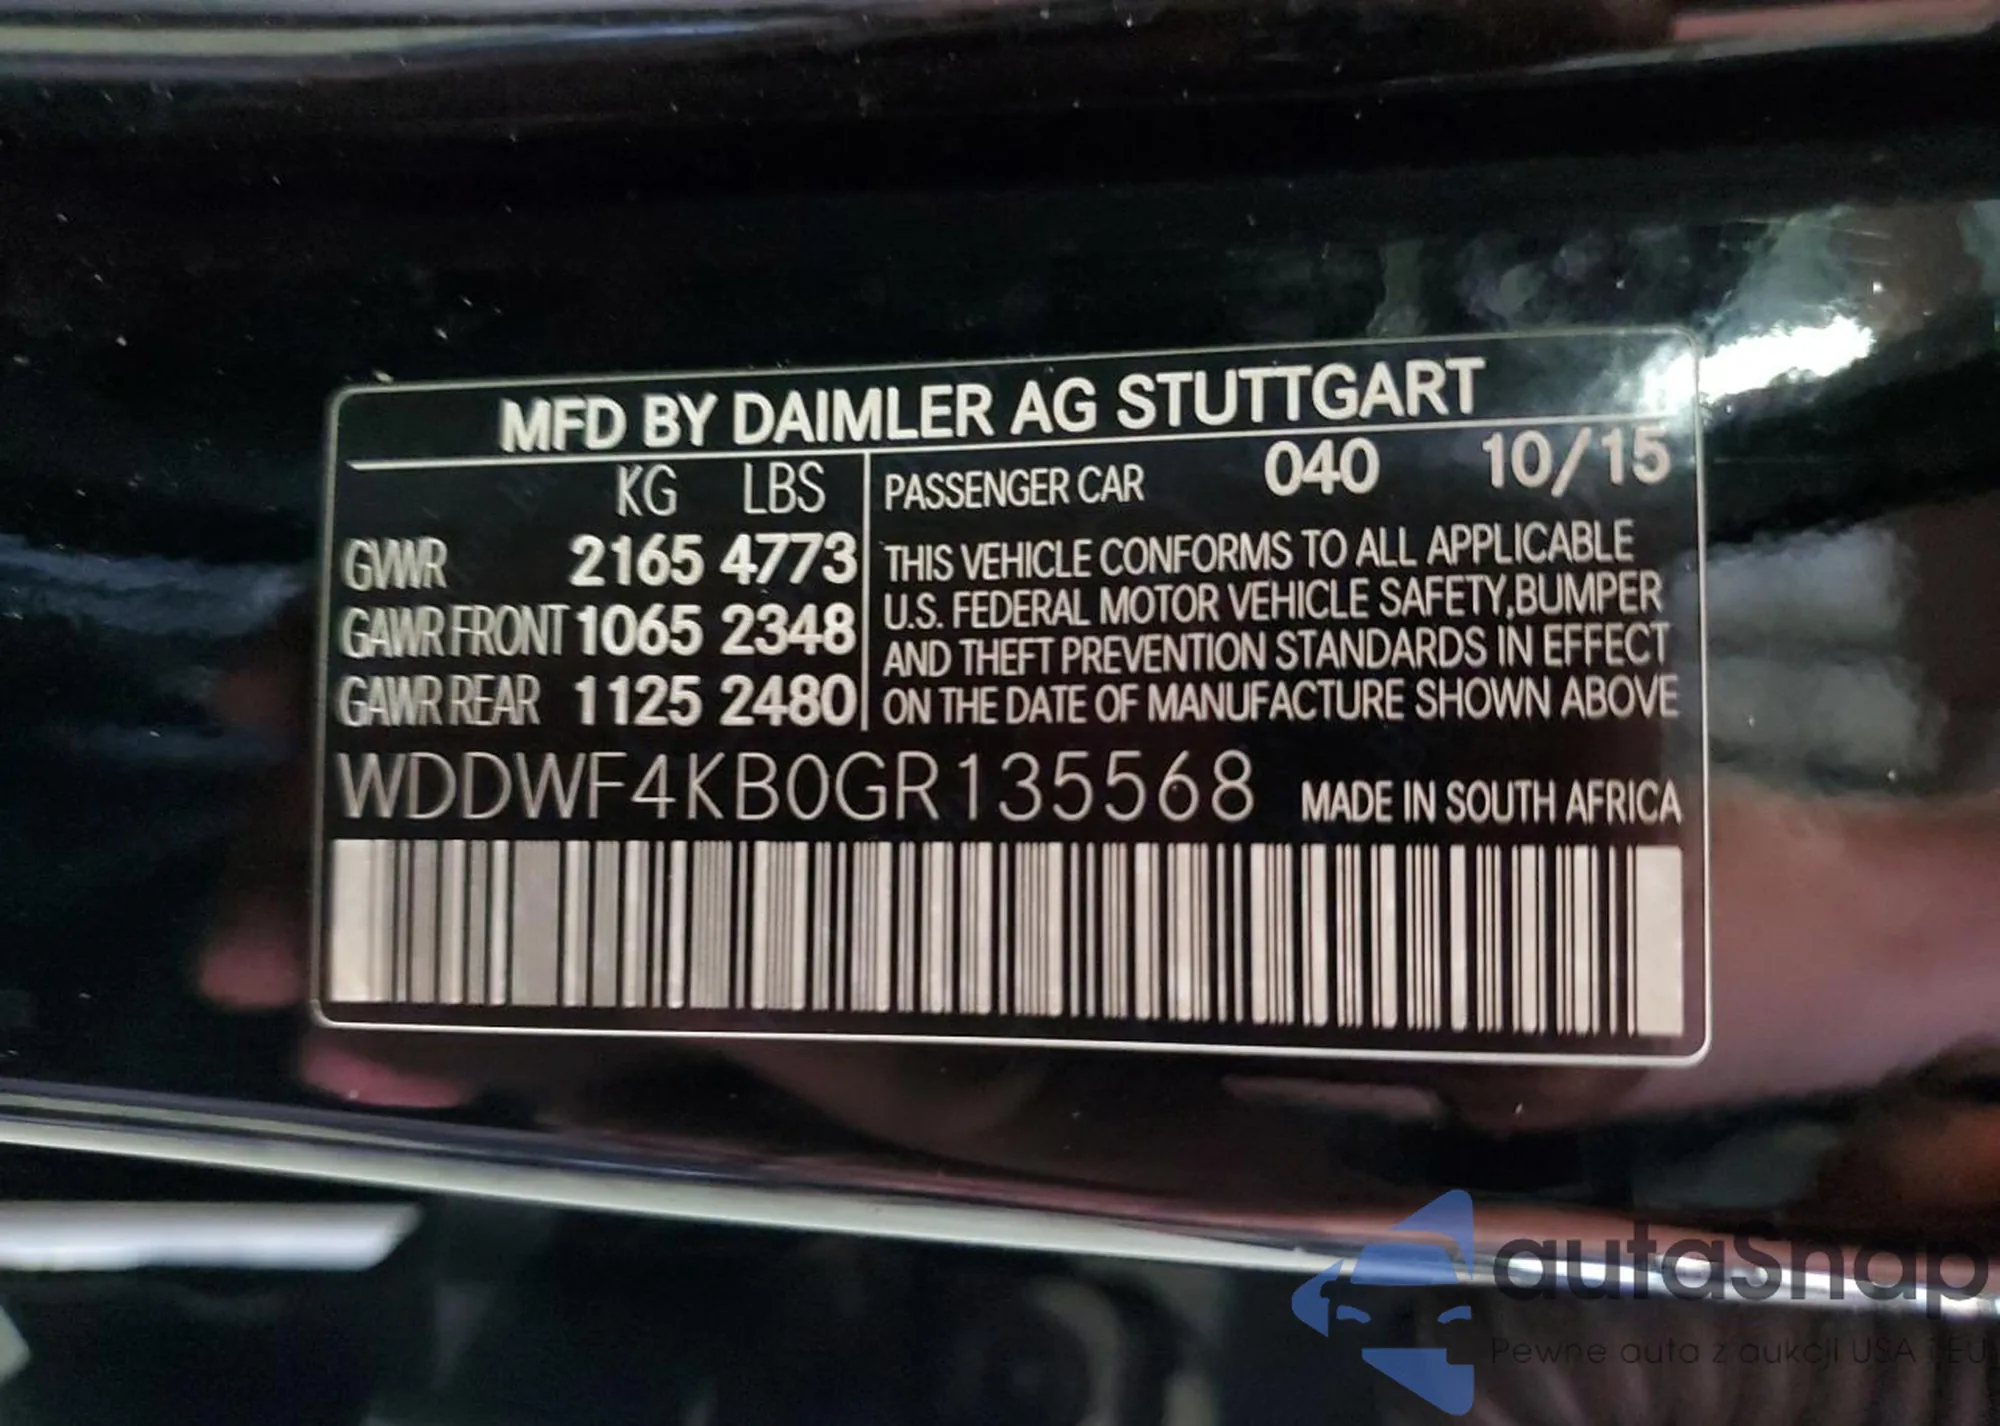 MFD BY DAIMLER AG STUTTGART
KG LBS
GVWR 2165 4773
GAWR FRONT 1065 2348
GAWR REAR 1125 2480
PASSENGER CAR 040 10/15
THIS VEHICLE CONFORMS TO ALL APPLICABLE
U.S. FEDERAL MOTOR VEHICLE SAFETY,BUMPER
AND THEFT PREVENTION STANDARDS IN EFFECT
ON THE DATE OF MANUFACTURE SHOWN ABOVE
WDDWF4KB0GR135568 MADE IN SOUTH AFRICA
autaSnap
Pewne auta z aukcji USA i EU